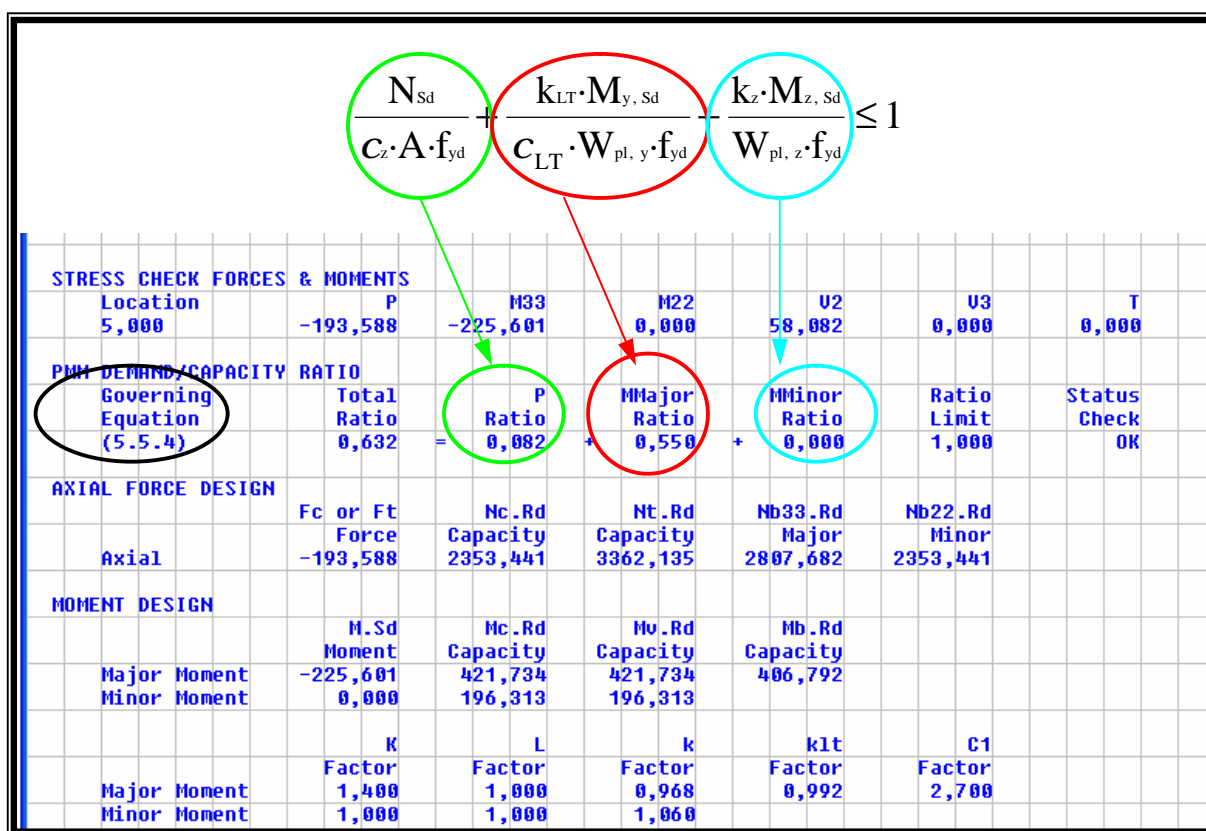 N_Sd / c_z·A·f_yd + k_LT·M_y, Sd / c_LT·W_pl, y·f_yd + k_z·M_z, Sd / W_pl, z·f_yd ≤ 1
STRESS CHECK FORCES & MOMENTS
Location P M33 M22 V2 V3 T
5,000 -193,588 -225,601 0,000 58,082 0,000 0,000
PMM DEMAND/CAPACITY RATIO
Governing Total P MMajor MMinor Ratio Status
Equation Ratio Ratio Ratio Ratio Limit Check
(5.5.4) 0,632 = 0,082 + 0,550 + 0,000 1,000 OK
AXIAL FORCE DESIGN
Fc or Ft Nc.Rd Nt.Rd Nb33.Rd Nb22.Rd
Force Capacity Capacity Major Minor
Axial -193,588 2353,441 3362,135 2807,682 2353,441
MOMENT DESIGN
M.Sd Mc.Rd Mv.Rd Mb.Rd
Moment Capacity Capacity Capacity
Major Moment -225,601 421,734 421,734 406,792
Minor Moment 0,000 196,313 196,313
K L k klt C1
Factor Factor Factor Factor Factor
Major Moment 1,400 1,000 0,968 0,992 2,700
Minor Moment 1,000 1,000 1,060